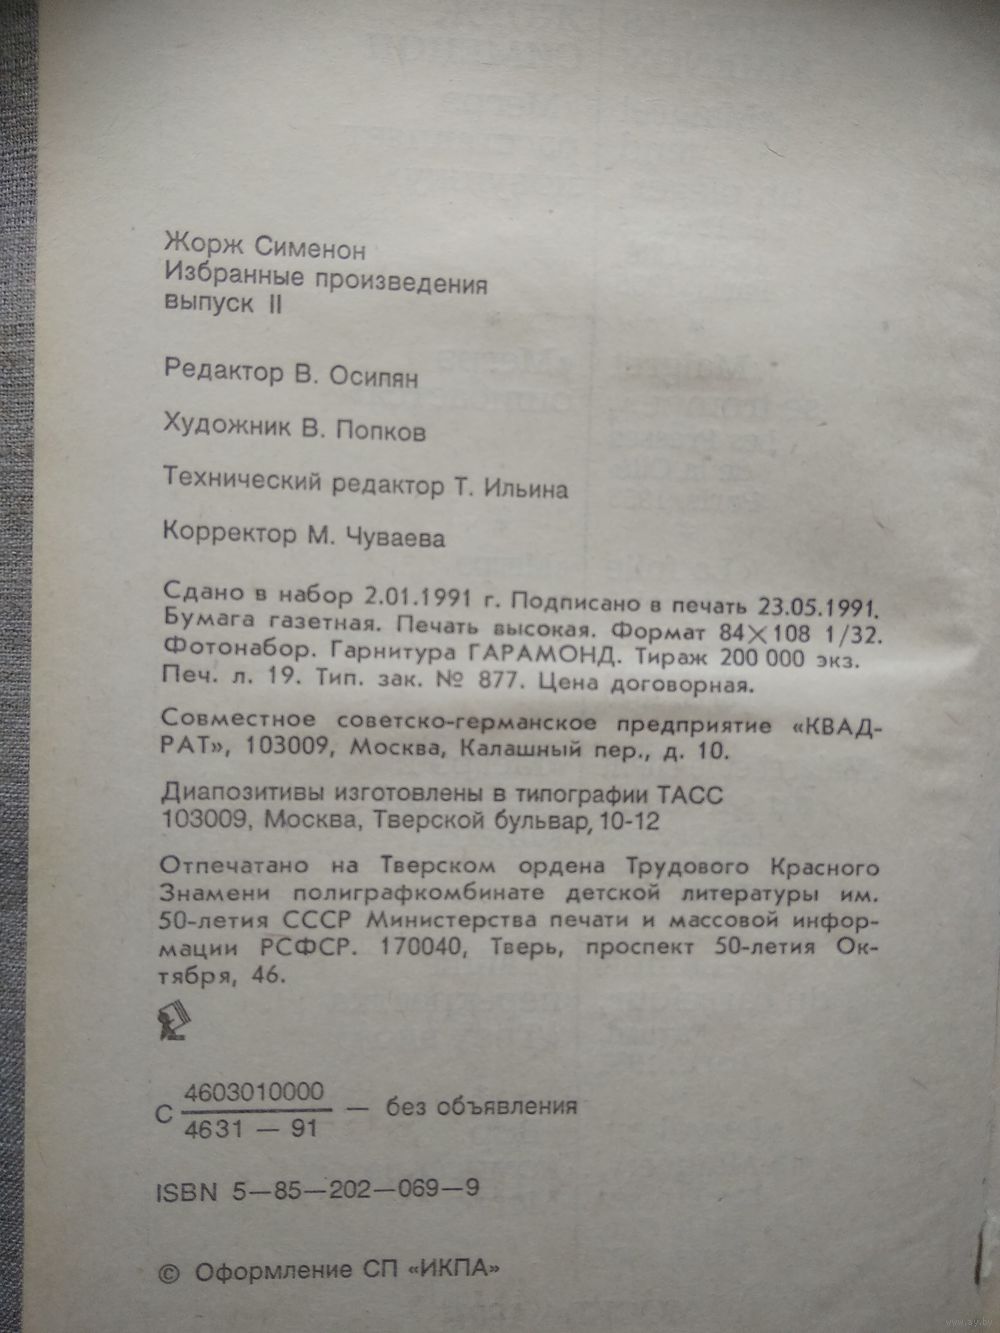 Жорж Сименон
Избранные произведения
выпуск II
Редактор В. Осипян
Художник В. Попков
Технический редактор Т. Ильина
Корректор М. Чуваева
Сдано в набор 2.01.1991 г. Подписано в печать 23.05.1991.
Бумага газетная. Печать высокая. Формат 84×108 1/32.
Фотонабор. Гарнитура ГАРАМОНД. Тираж 200 000 экз.
Печ. л. 19. Тип. зак. № 877. Цена договорная.
Совместное советско-германское предприятие «КВАД-
РАТ», 103009, Москва, Калашный пер., д. 10.
Диапозитивы изготовлены в типографии ТАСС
103009, Москва, Тверской бульвар, 10-12
Отпечатано на Тверском ордена Трудового Красного
Знамени полиграфкомбинате детской литературы им.
50-летия СССР Министерства печати и массовой инфор-
мации РСФСР. 170040, Тверь, проспект 50-летия Ок-
тября, 46.
4603010000
С — без объявления
4631 — 91
ISBN 5—85—202—069—9
© Оформление СП «ИКПА»
www.ay.by